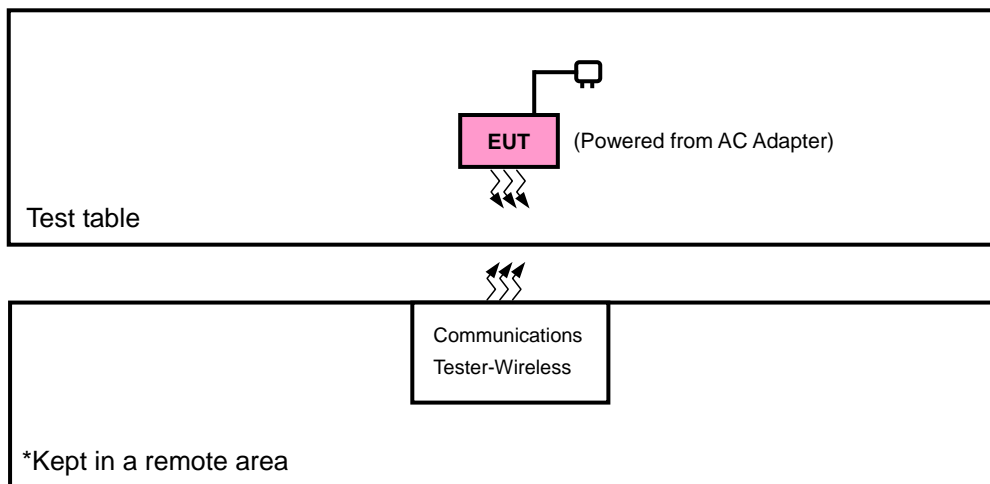 EUT
(Powered from AC Adapter)
Test table
Communications
Tester-Wireless
*Kept in a remote area